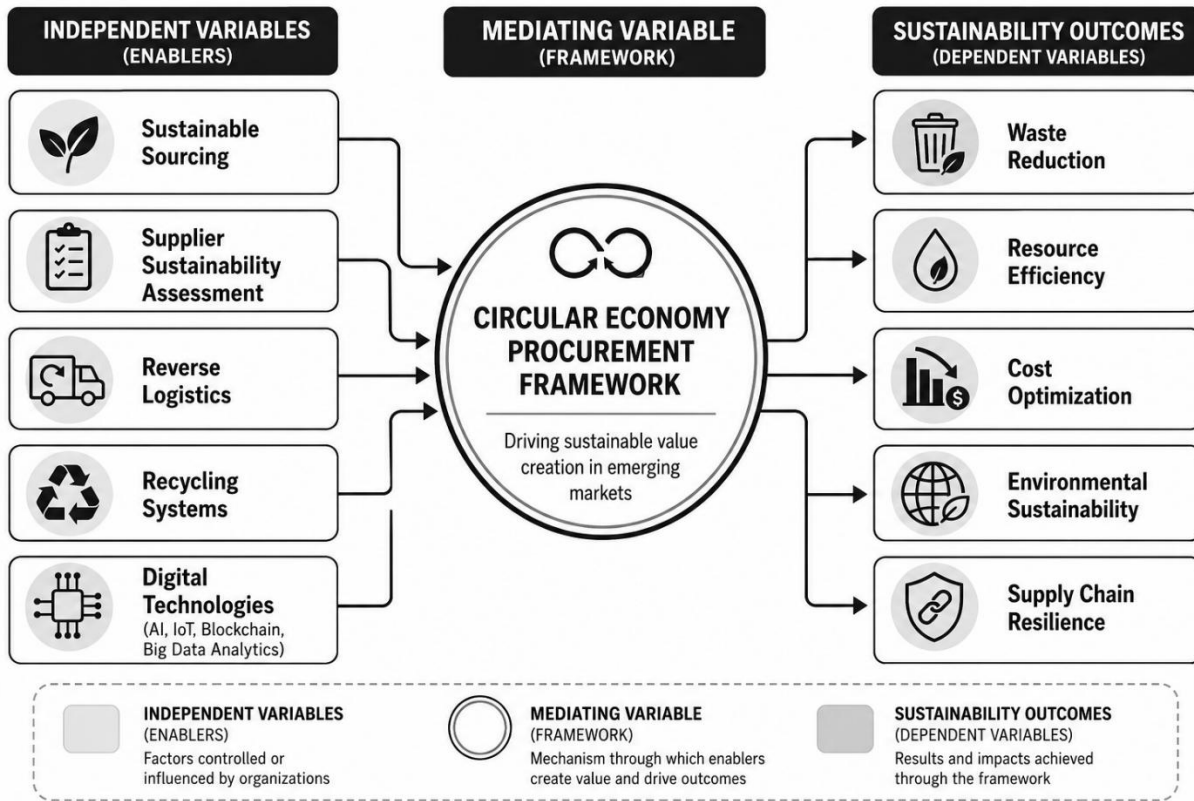 INDEPENDENT VARIABLES
(ENABLERS)
MEDIATING VARIABLE
(FRAMEWORK)
SUSTAINABILITY OUTCOMES
(DEPENDENT VARIABLES)
Sustainable
Sourcing
Supplier
Sustainability
Assessment
Reverse
Logistics
Recycling
Systems
Digital
Technologies
(AI, IoT, Blockchain,
Big Data Analytics)
CIRCULAR ECONOMY
PROCUREMENT
FRAMEWORK
Driving sustainable value
creation in emerging
markets
Waste
Reduction
Resource
Efficiency
$
Cost
Optimization
Environmental
Sustainability
Supply Chain
Resilience
INDEPENDENT VARIABLES
(ENABLERS)
Factors controlled or
influenced by organizations
MEDIATING VARIABLE
(FRAMEWORK)
Mechanism through which enablers
create value and drive outcomes
SUSTAINABILITY OUTCOMES
(DEPENDENT VARIABLES)
Results and impacts achieved
through the framework